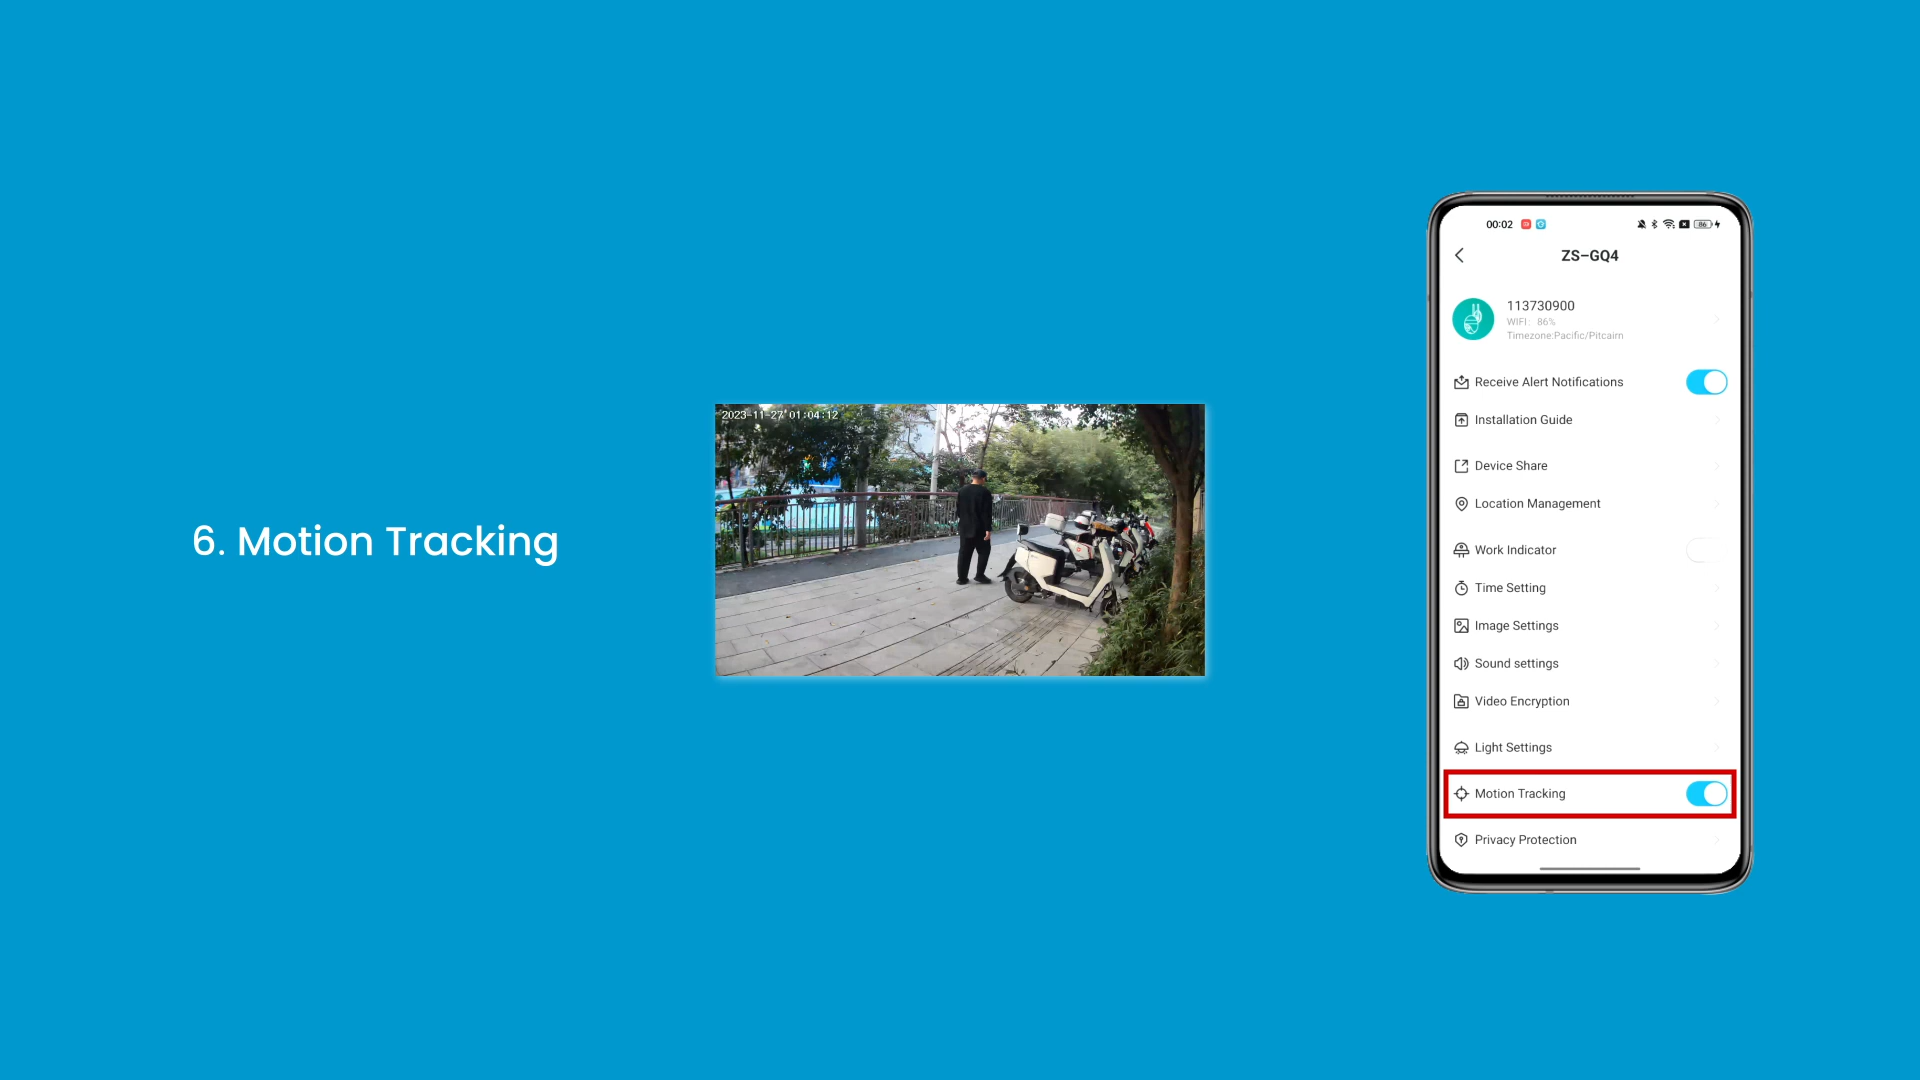 6. Motion Tracking
2023-11-27 01:04:12
00:02
86
ZS-GQ4
113730900
WIFI: 86%
Timezone:Pacific/Pitcairn
Receive Alert Notifications
Installation Guide
Device Share
Location Management
Work Indicator
Time Setting
Image Settings
Sound settings
Video Encryption
Light Settings
Motion Tracking
Privacy Protection